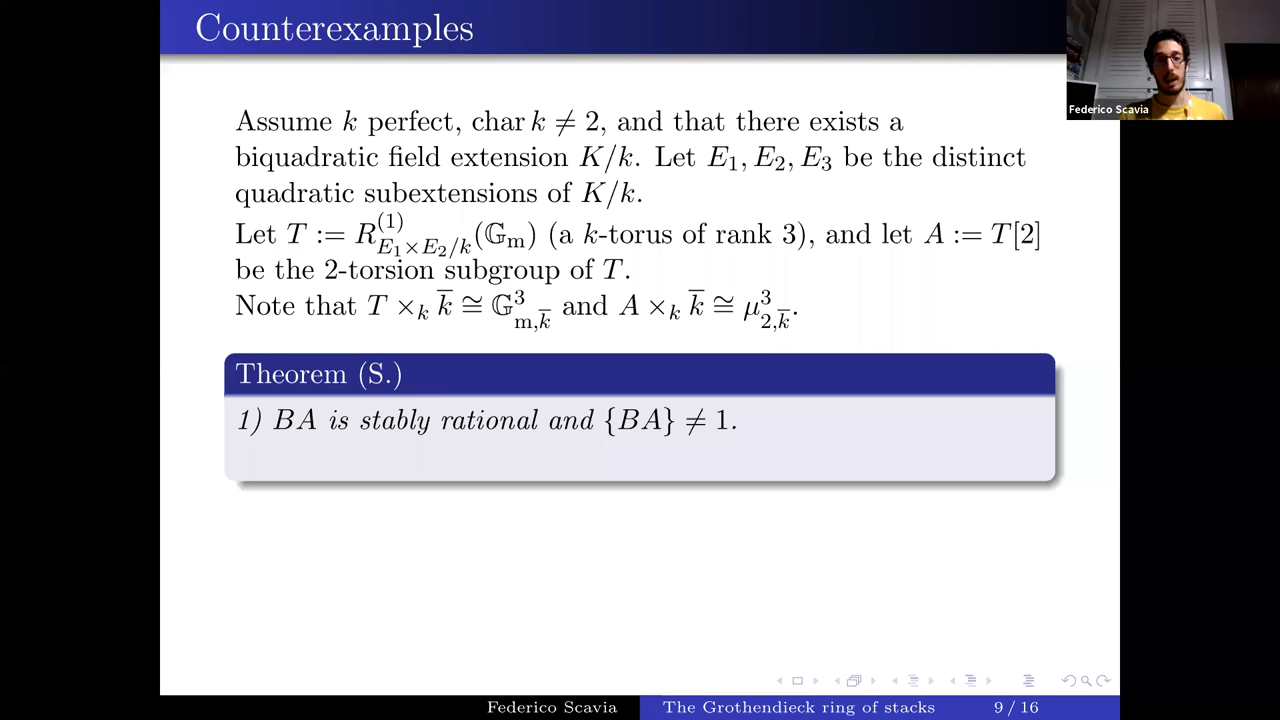 Counterexamples
Federico Scavia
Assume k perfect, char k ≠ 2, and that there exists a
biquadratic field extension K/k. Let E₁, E₂, E₃ be the distinct
quadratic subextensions of K/k.
Let T := R^{(1)}_{E₁×E₂/k}(𝔾ₘ) (a k-torus of rank 3), and let A := T[2]
be the 2-torsion subgroup of T.
Note that T ×ₖ k̅ ≅ 𝔾³_{m,k̅} and A ×ₖ k̅ ≅ μ³_{2,k̅}.
Theorem (S.)
1) BA is stably rational and {BA} ≠ 1.
Federico Scavia The Grothendieck ring of stacks 9 / 16